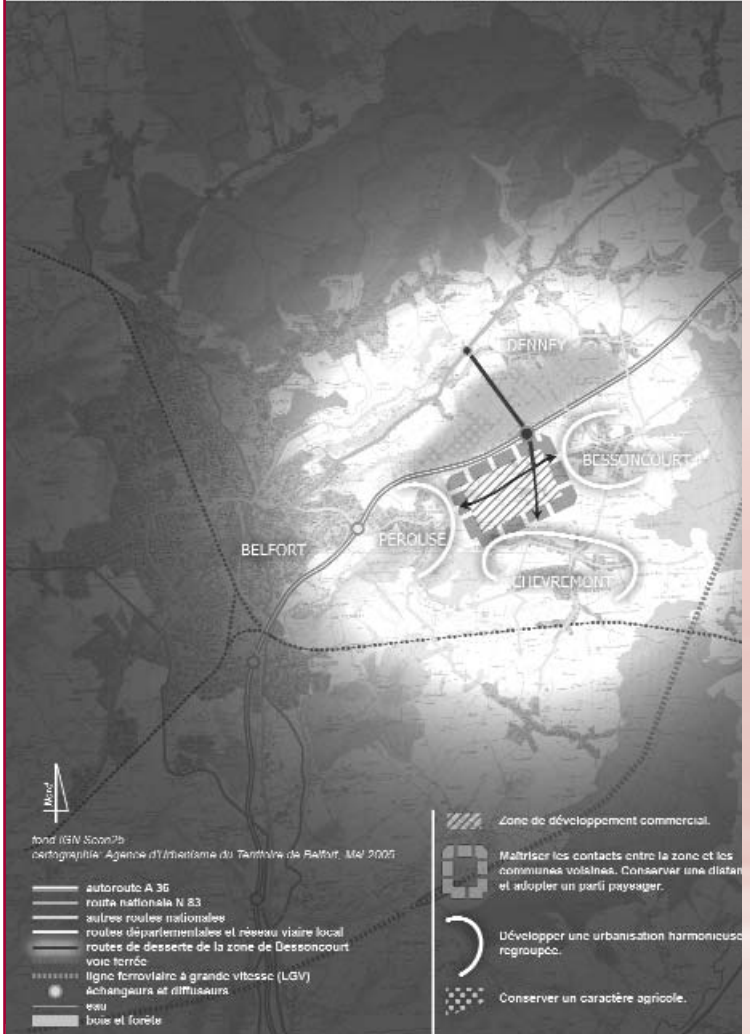 DENNEY
BESSONCOURT
PEROUSE
BELFORT
CHEVREMONT
Nord
fond IGN Scan25
cartographie: Agence d'Urbanisme du Territoire de Belfort, Mai 2005
autoroute A 36
route nationale N 83
autres routes nationales
routes départementales et réseau viaire local
routes de desserte de la zone de Bessoncourt
voie ferrée
ligne ferroviaire à grande vitesse (LGV)
échangeurs et diffuseurs
eau
bois et forêts
Zone de développement commercial.
Maîtriser les contacts entre la zone et les
communes voisines. Conserver une distan
et adopter un parti paysager.
Développer une urbanisation harmonieuse
regroupée.
Conserver un caractère agricole.